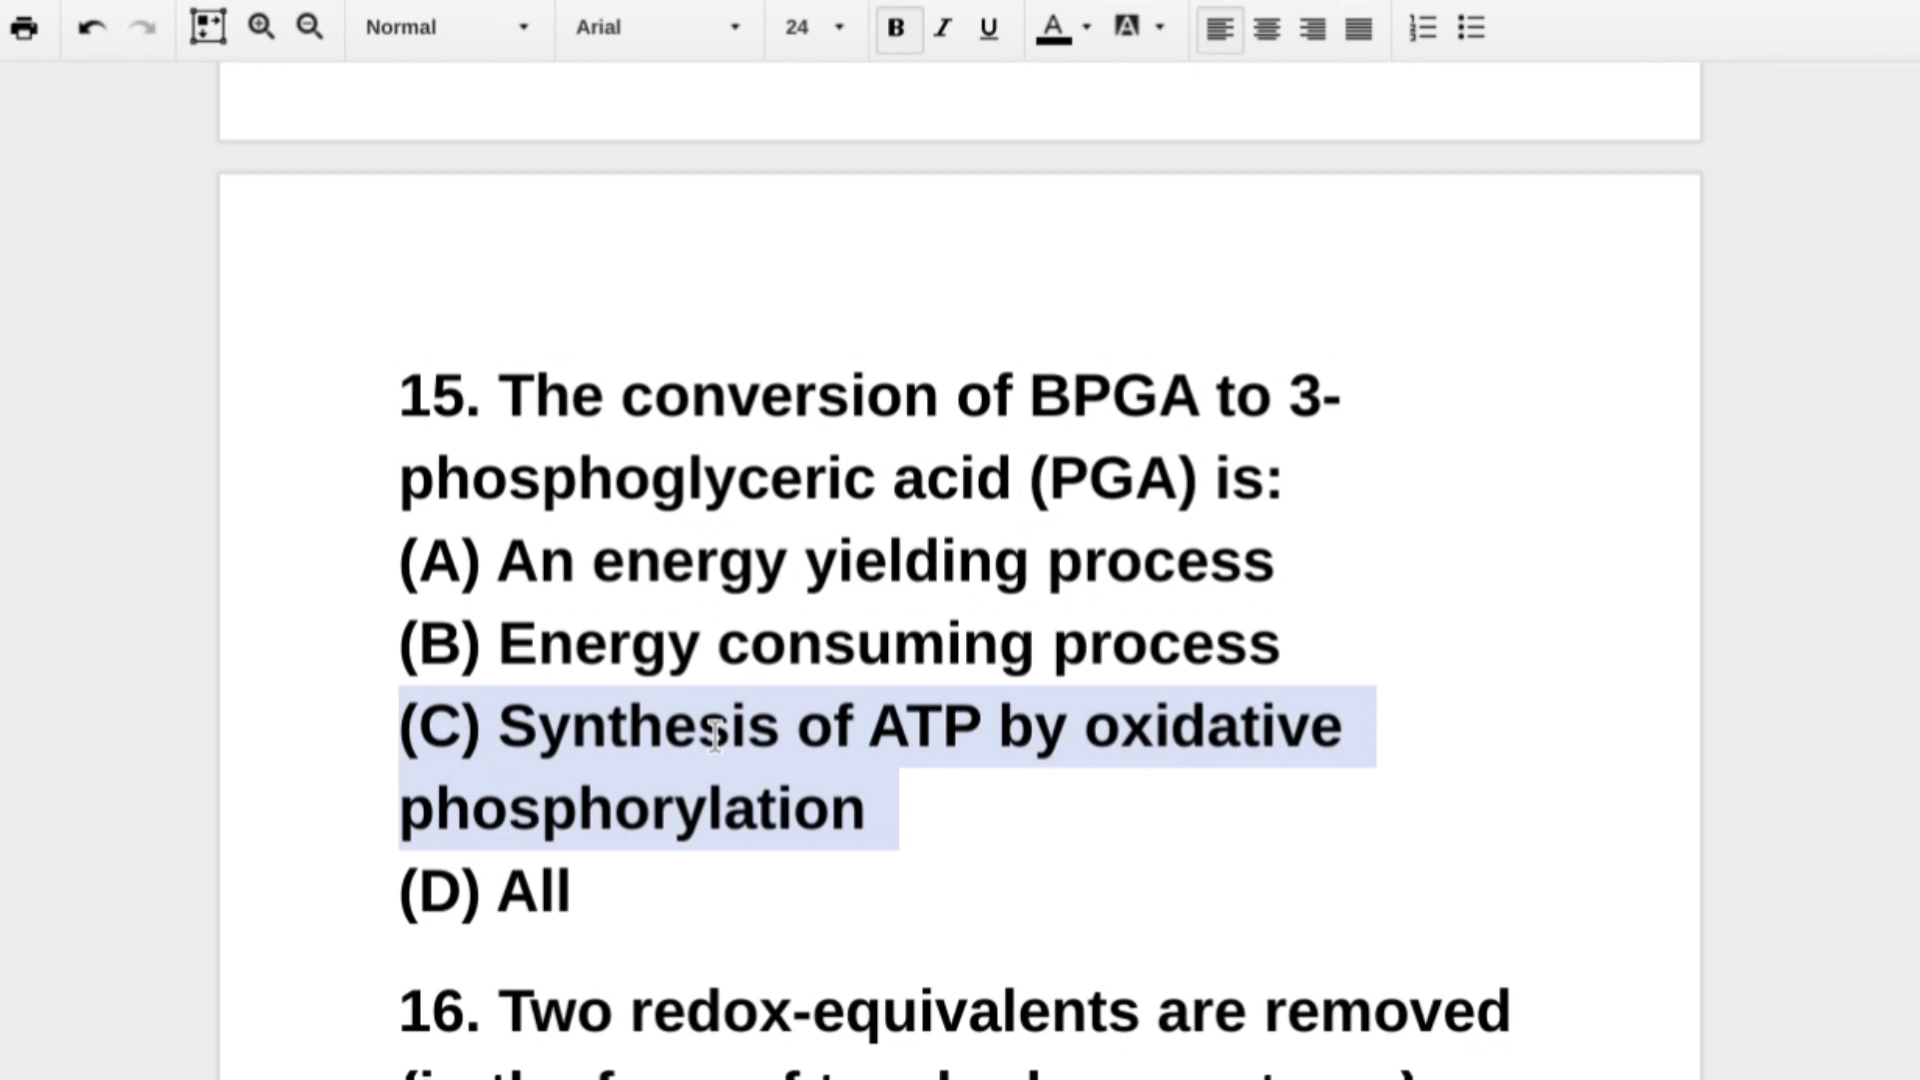 Normal Arial 24 B I U A A
15. The conversion of BPGA to 3-
phosphoglyceric acid (PGA) is:
(A) An energy yielding process
(B) Energy consuming process
(C) Synthesis of ATP by oxidative
phosphorylation
(D) All
16. Two redox-equivalents are removed